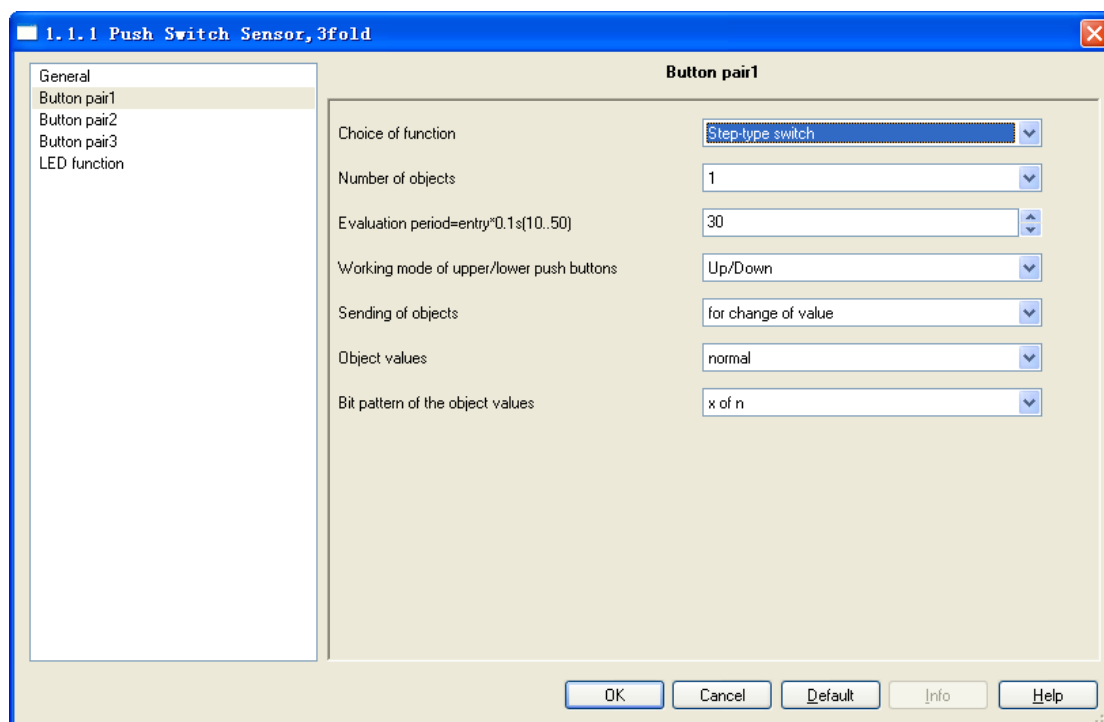 1.1.1 Push Switch Sensor,3fold
General
Button pair1
Button pair2
Button pair3
LED function
Button pair1
Choice of function Step-type switch
Number of objects 1
Evaluation period=entry*0.1s(10..50) 30
Working mode of upper/lower push buttons Up/Down
Sending of objects for change of value
Object values normal
Bit pattern of the object values x of n
OK Cancel Default Info Help